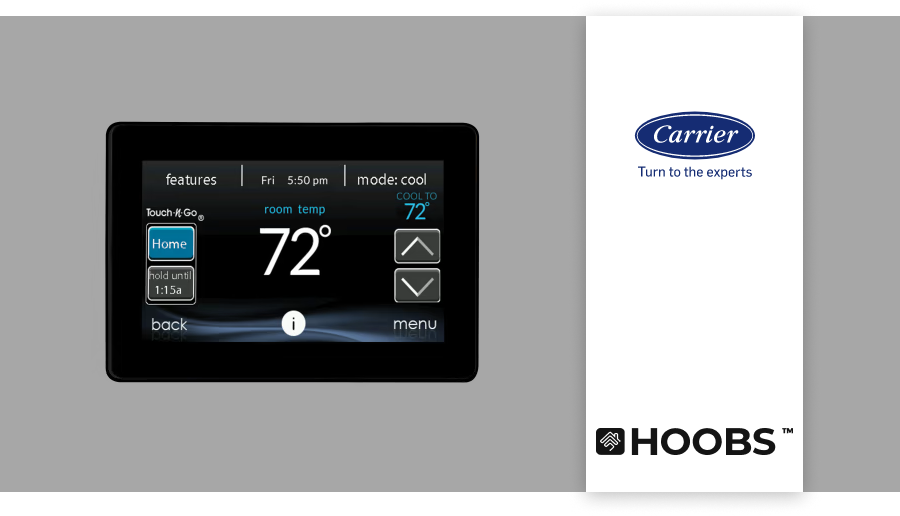 features
Fri 5:50 pm
mode: cool
COOL TO
72°
Touch-N-Go®
room temp
72°
Home
hold until
1:15a
back
i
menu
Carrier
Turn to the experts
HOOBS™